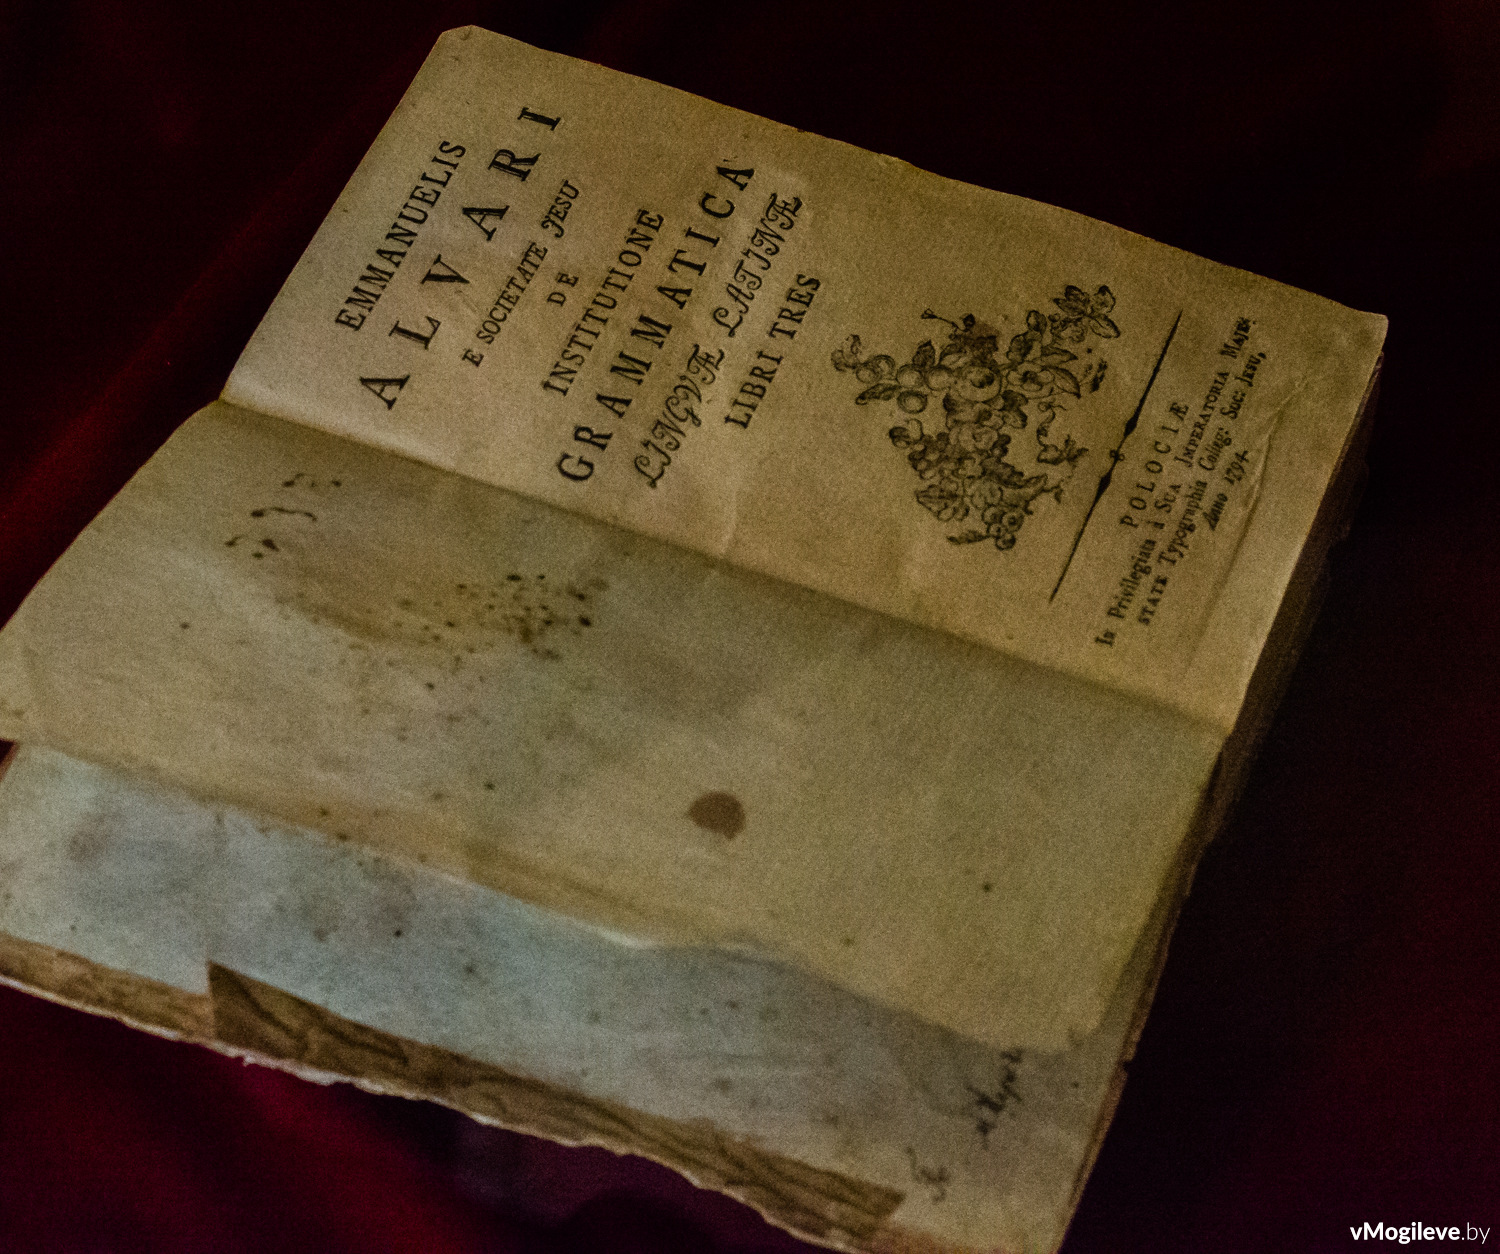 EMMANUELIS
ALVARI
E SOCIETATE JESU
DE
INSTITUTIONE
GRAMMATICA
LINGVÆ LATINÆ
LIBRI TRES
POLOCIÆ
In Privilegiata à SUA IMPERATORIA MAJE-
STATE Typographia Colleg: Soc: JESU,
Anno 1794.
vMogileve.by